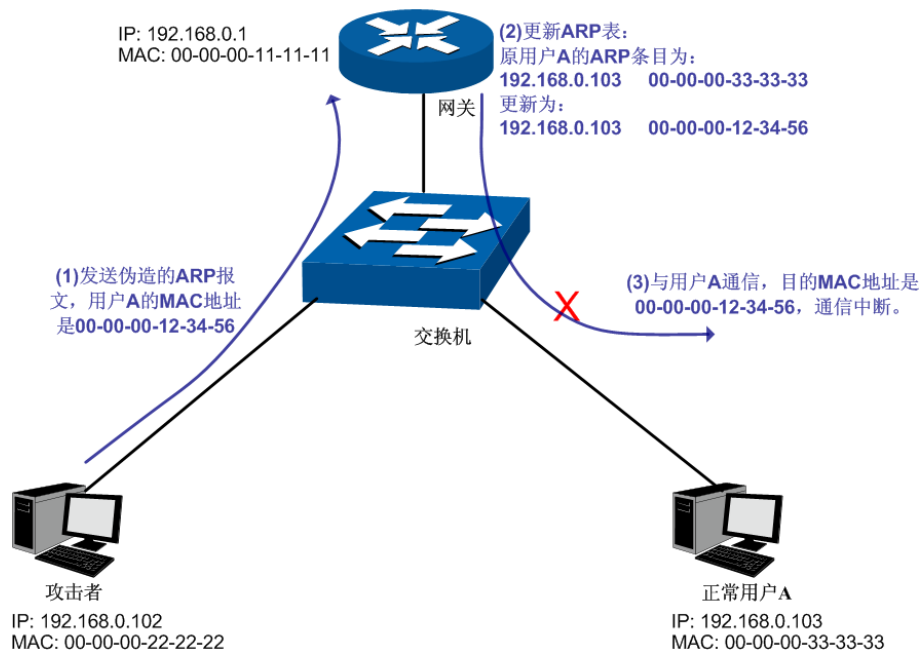 IP: 192.168.0.1
MAC: 00-00-00-11-11-11
(2)更新ARP表：
原用户A的ARP条目为：
192.168.0.103 00-00-00-33-33-33
更新为：
192.168.0.103 00-00-00-12-34-56
网关
(1)发送伪造的ARP报
文，用户A的MAC地址
是00-00-00-12-34-56
(3)与用户A通信，目的MAC地址是
00-00-00-12-34-56，通信中断。
X
交换机
攻击者
IP: 192.168.0.102
MAC: 00-00-00-22-22-22
正常用户A
IP: 192.168.0.103
MAC: 00-00-00-33-33-33